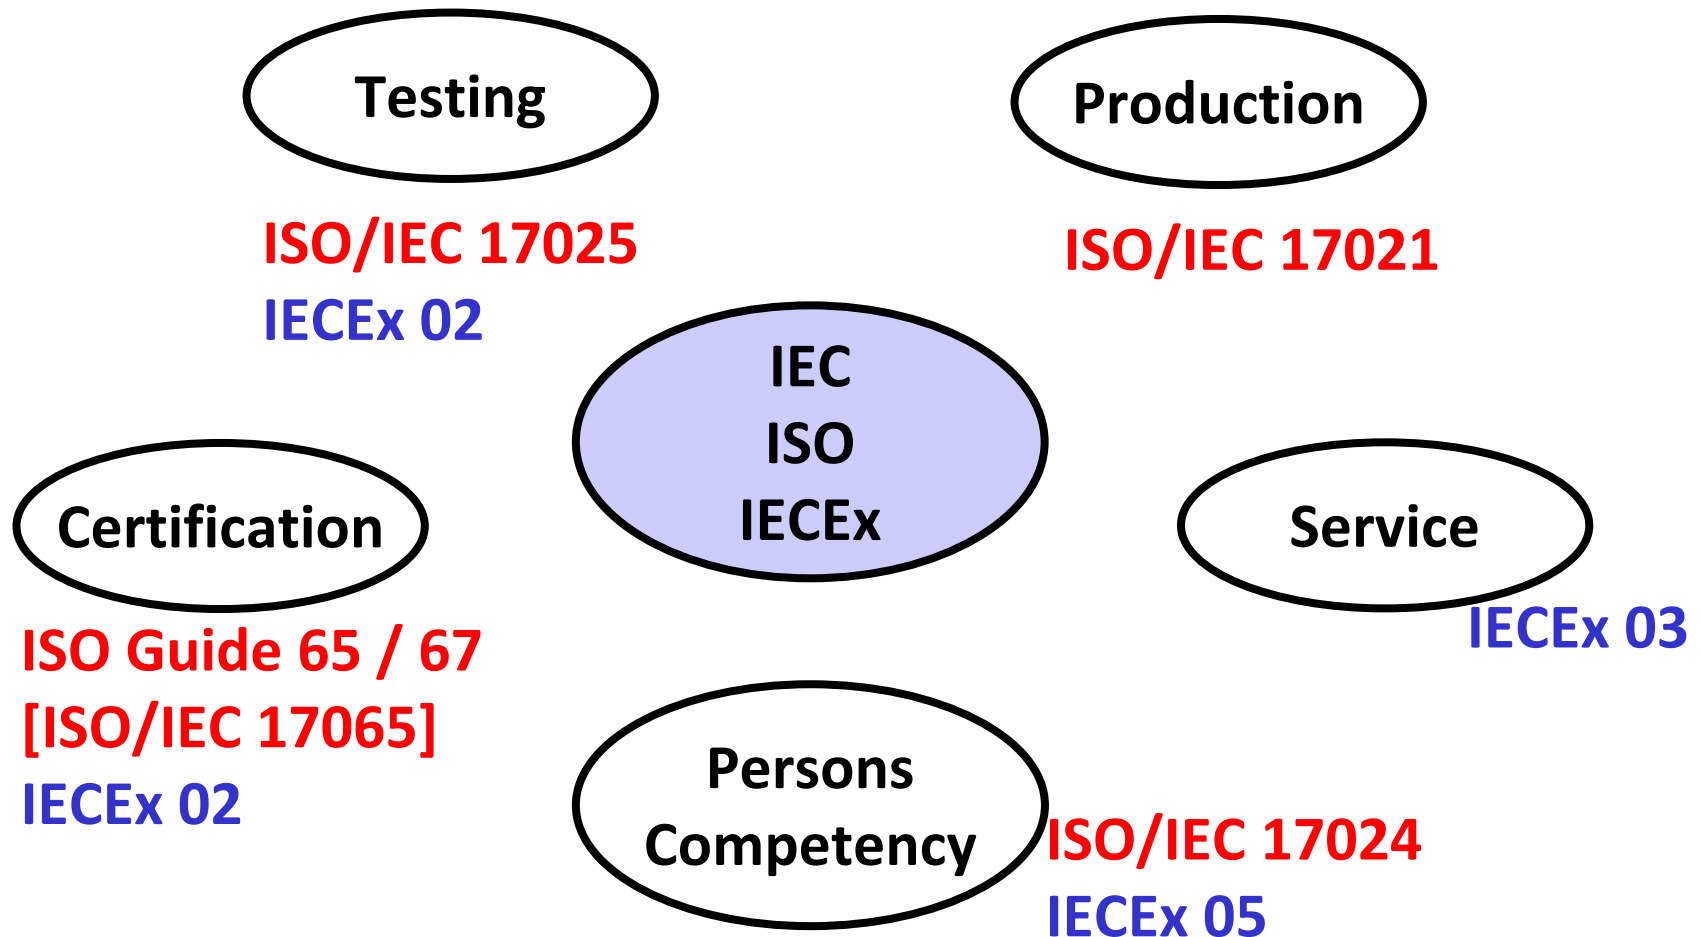 Testing
ISO/IEC 17025
IECEx 02
Production
ISO/IEC 17021
IEC
ISO
IECEx
Certification
ISO Guide 65 / 67
[ISO/IEC 17065]
IECEx 02
Service
IECEx 03
Persons
Competency
ISO/IEC 17024
IECEx 05